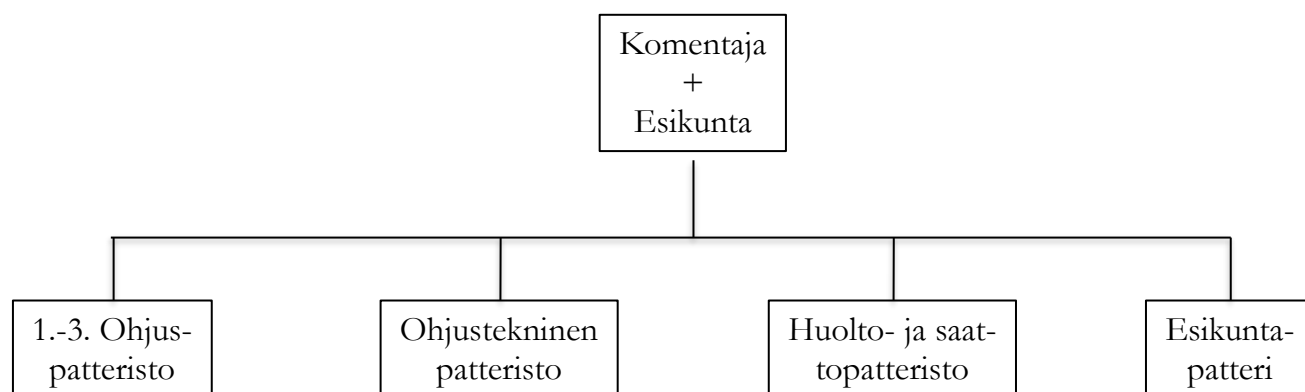 Komentaja
+
Esikunta
1.-3. Ohjus-
patteristo
Ohjustekninen
patteristo
Huolto- ja saat-
topatteristo
Esikunta-
patteri